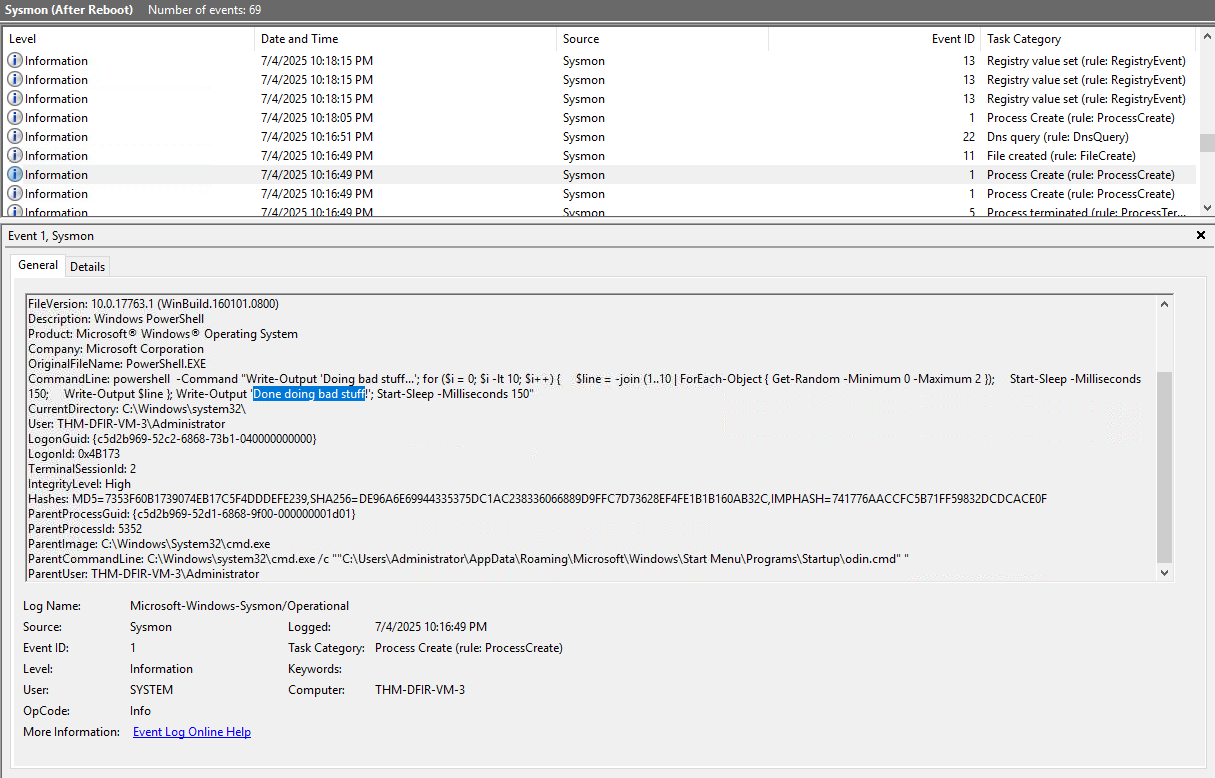 Sysmon (After Reboot) Number of events: 69
Level Date and Time Source Event ID Task Category
Information 7/4/2025 10:18:15 PM Sysmon 13 Registry value set (rule: RegistryEvent)
Information 7/4/2025 10:18:15 PM Sysmon 13 Registry value set (rule: RegistryEvent)
Information 7/4/2025 10:18:15 PM Sysmon 13 Registry value set (rule: RegistryEvent)
Information 7/4/2025 10:18:05 PM Sysmon 1 Process Create (rule: ProcessCreate)
Information 7/4/2025 10:16:51 PM Sysmon 22 Dns query (rule: DnsQuery)
Information 7/4/2025 10:16:49 PM Sysmon 11 File created (rule: FileCreate)
Information 7/4/2025 10:16:49 PM Sysmon 1 Process Create (rule: ProcessCreate)
Information 7/4/2025 10:16:49 PM Sysmon 1 Process Create (rule: ProcessCreate)
Information 7/4/2025 10:16:49 PM Sysmon 5 Process terminated (rule: ProcessTer...
Event 1, Sysmon
General Details
FileVersion: 10.0.17763.1 (WinBuild.160101.0800)
Description: Windows PowerShell
Product: Microsoft® Windows® Operating System
Company: Microsoft Corporation
OriginalFileName: PowerShell.EXE
CommandLine: powershell -Command "Write-Output 'Doing bad stuff...'; for ($i = 0; $i -lt 10; $i++) { $line = -join (1..10 | ForEach-Object { Get-Random -Minimum 0 -Maximum 2 }); Start-Sleep -Milliseconds
150; Write-Output $line }; Write-Output 'Done doing bad stuff!'; Start-Sleep -Milliseconds 150"
CurrentDirectory: C:\Windows\system32\
User: THM-DFIR-VM-3\Administrator
LogonGuid: {c5d2b969-52c2-6868-73b1-040000000000}
LogonId: 0x4B173
TerminalSessionId: 2
IntegrityLevel: High
Hashes: MD5=7353F60B1739074EB17C5F4DDDEFE239,SHA256=DE96A6E69944335375DC1AC238336066889D9FFC7D73628EF4FE1B1B160AB32C,IMPHASH=741776AACCFC5B71FF59832DCDCACE0F
ParentProcessGuid: {c5d2b969-52d1-6868-9f00-000000001d01}
ParentProcessId: 5352
ParentImage: C:\Windows\System32\cmd.exe
ParentCommandLine: C:\Windows\system32\cmd.exe /c ""C:\Users\Administrator\AppData\Roaming\Microsoft\Windows\Start Menu\Programs\Startup\odin.cmd" "
ParentUser: THM-DFIR-VM-3\Administrator
Log Name: Microsoft-Windows-Sysmon/Operational
Source: Sysmon Logged: 7/4/2025 10:16:49 PM
Event ID: 1 Task Category: Process Create (rule: ProcessCreate)
Level: Information Keywords:
User: SYSTEM Computer: THM-DFIR-VM-3
OpCode: Info
More Information: Event Log Online Help